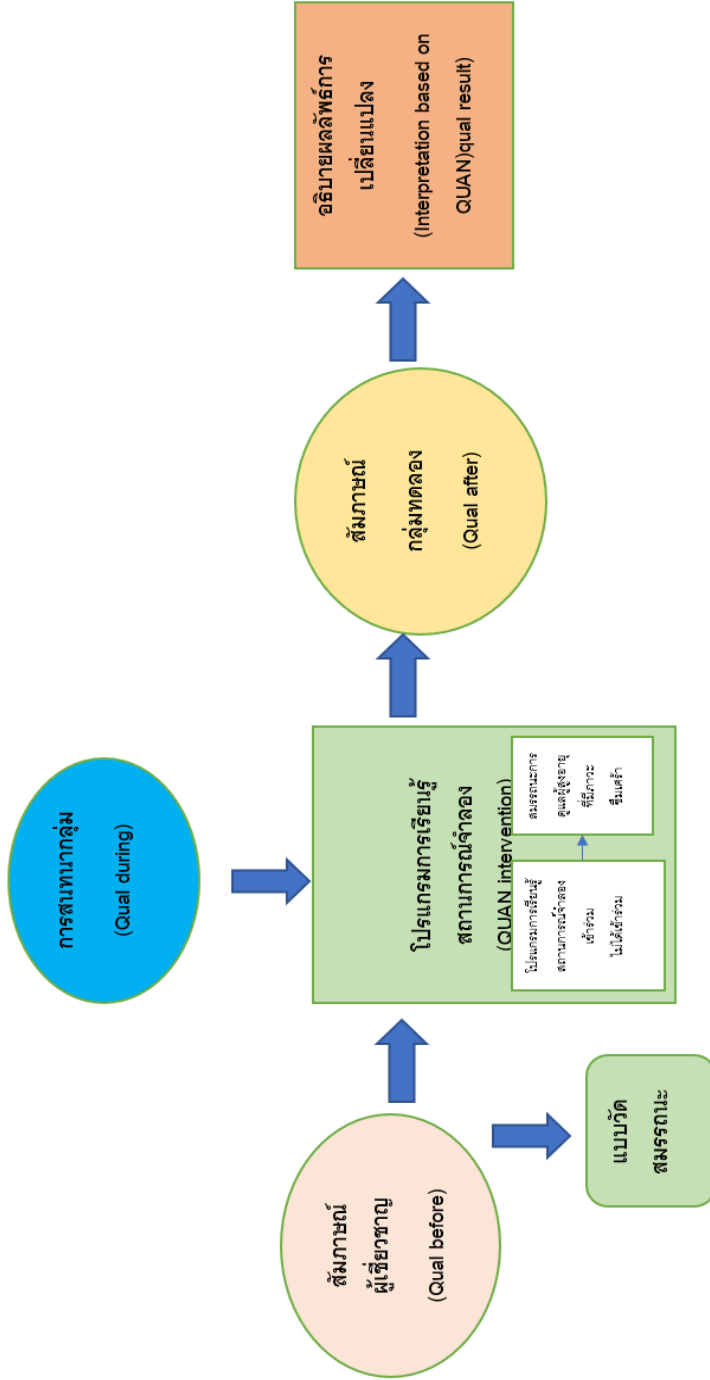 การสนทนากลุ่ม
(Qual during)
สัมภาษณ์
ผู้เชี่ยวชาญ
(Qual before)
แบบวัด
สมรรถนะ
โปรแกรมการเรียนรู้
สถานการณ์จำลอง
(QUAN intervention)
โปรแกรมการเรียนรู้
สถานการณ์จำลอง
เข้าร่วม
ไม่ได้เข้าร่วม
สมรรถนะการ
ดูแลผู้สูงอายุ
ที่มีภาวะ
ซึมเศร้า
สัมภาษณ์
กลุ่มทดลอง
(Qual after)
อธิบายผลลัพธ์การ
เปลี่ยนแปลง
(Interpretation based on
QUAN)qual result